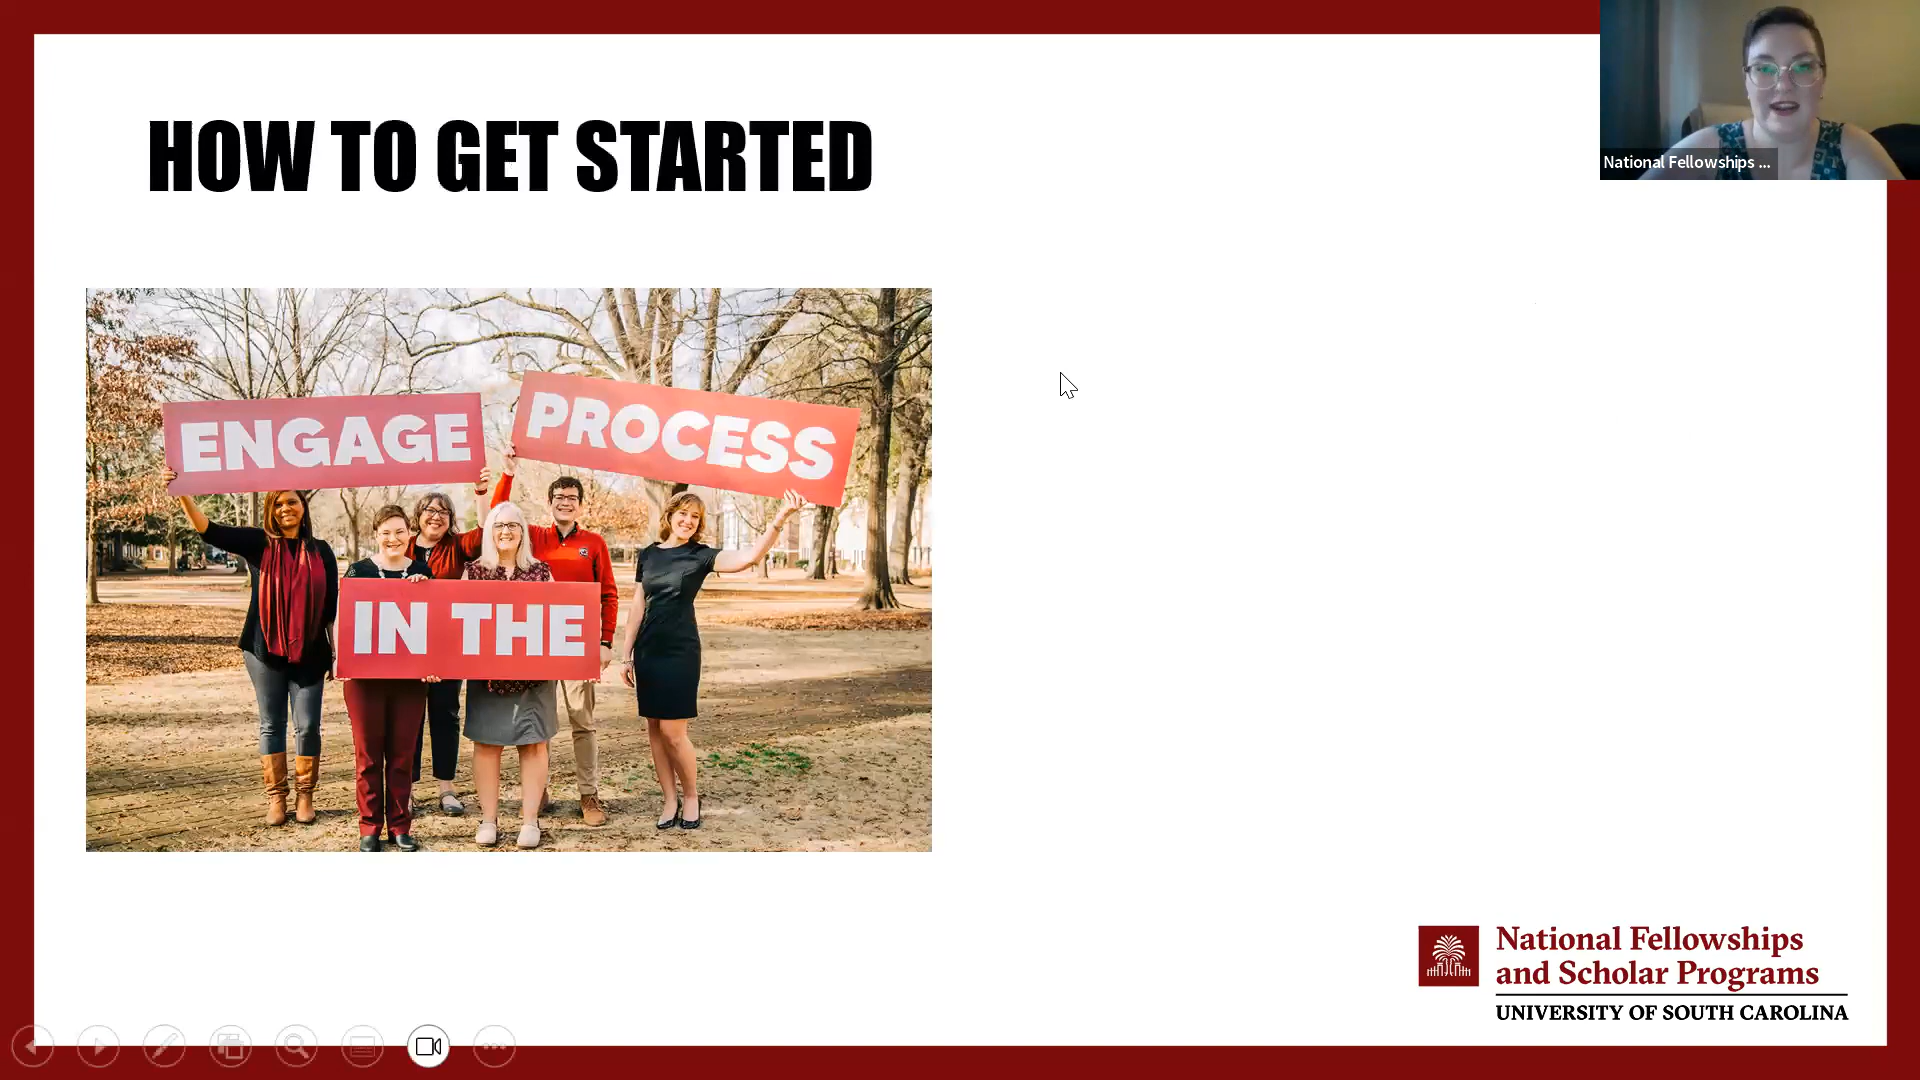 HOW TO GET STARTED
National Fellowships ...
ENGAGE
PROCESS
IN THE
National Fellowships
and Scholar Programs
UNIVERSITY OF SOUTH CAROLINA